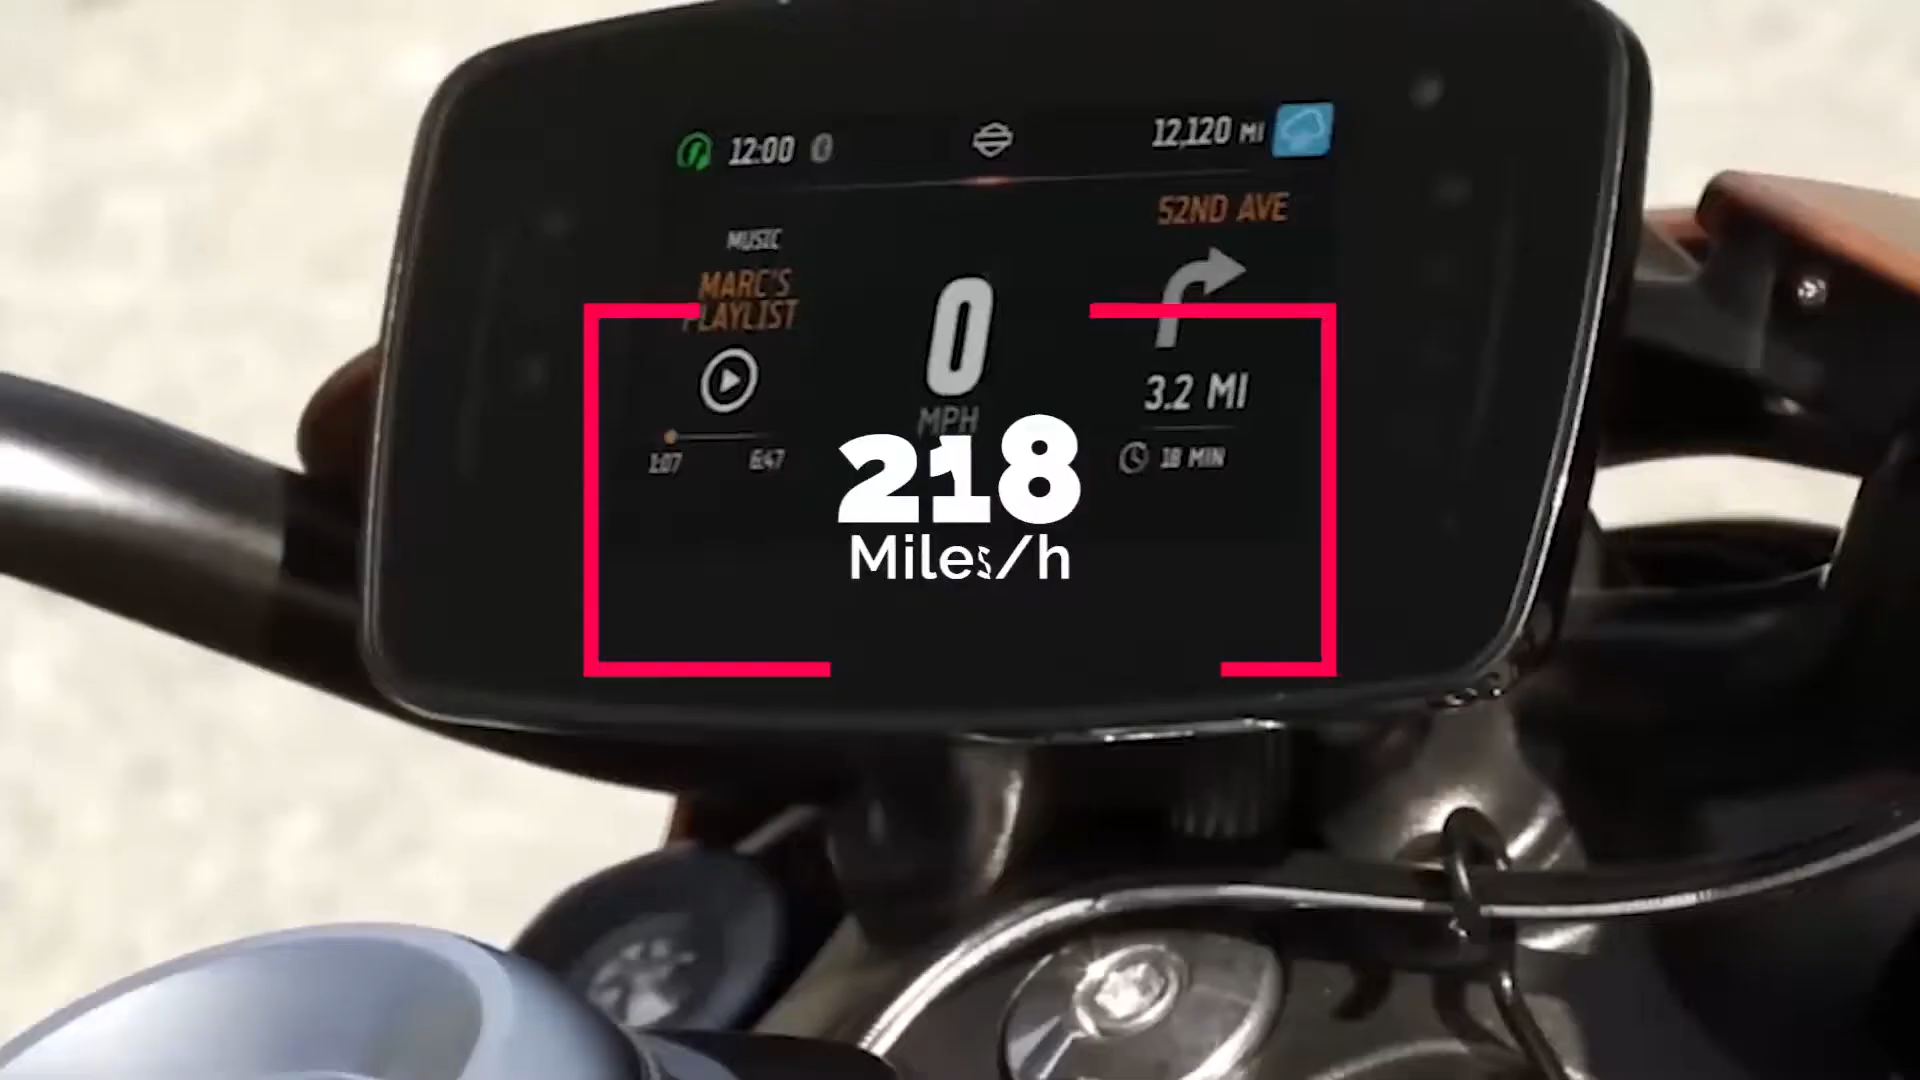 12:00
12,120 MI
52ND AVE
MUSIC
MARC'S
PLAYLIST
0
MPH
3.2 MI
1:07
6:47
18 MIN
218
Miles/h